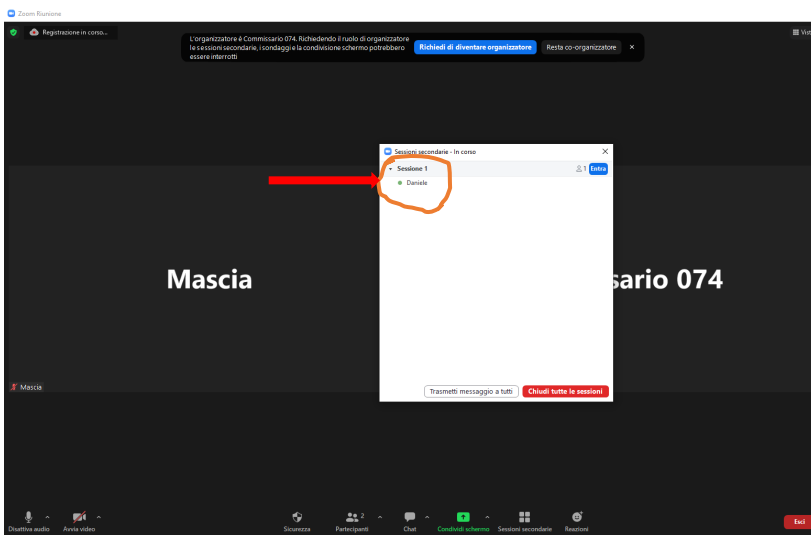 Zoom Riunione
Registrazione in corso...
L'organizzatore è Commissario 074. Richiedendo il ruolo di organizzatore
le sessioni secondarie, i sondaggi e la condivisione schermo potrebbero
essere interrotti
Richiedi di diventare organizzatore
Resta co-organizzatore
Vist
Sessioni secondarie - In corso
Sessione 1
1
Entra
Daniele
Mascia
sario 074
Mascia
Trasmetti messaggio a tutti
Chiudi tutte le sessioni
Disattiva audio
Avvia video
Sicurezza
2
Partecipanti
Chat
Condividi schermo
Sessioni secondarie
Reazioni
Esci